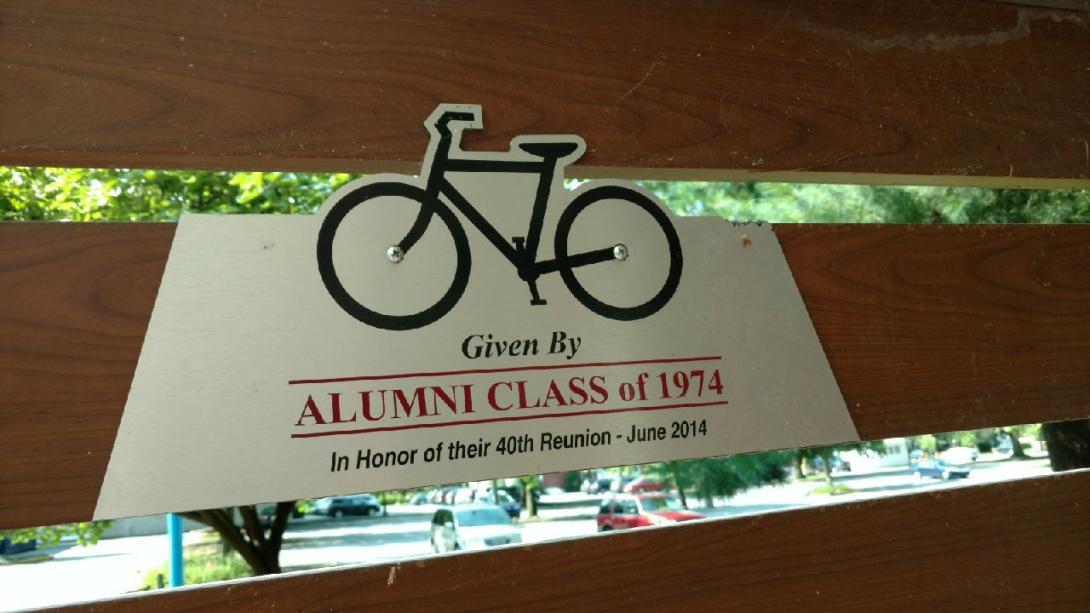 Given By
ALUMNI CLASS of 1974
In Honor of their 40th Reunion - June 2014